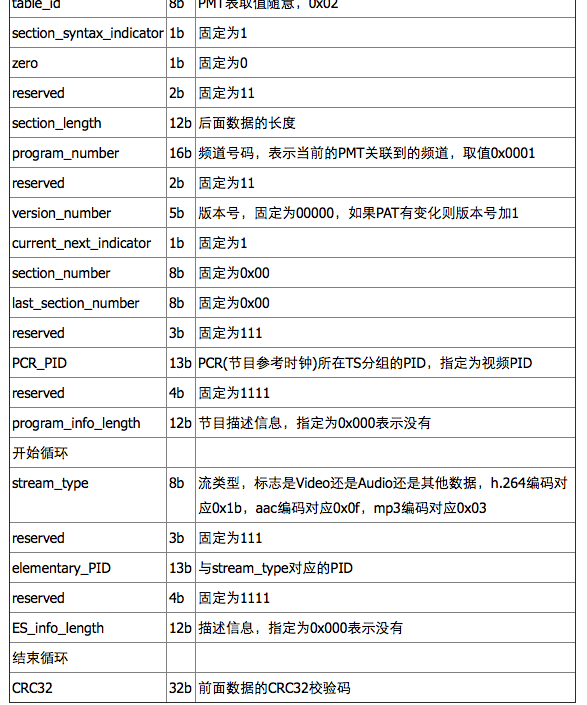 table_id 8b PMT表取值随意，0x02
section_syntax_indicator 1b 固定为1
zero 1b 固定为0
reserved 2b 固定为11
section_length 12b 后面数据的长度
program_number 16b 频道号码，表示当前的PMT关联到的频道，取值0x0001
reserved 2b 固定为11
version_number 5b 版本号，固定为00000，如果PAT有变化则版本号加1
current_next_indicator 1b 固定为1
section_number 8b 固定为0x00
last_section_number 8b 固定为0x00
reserved 3b 固定为111
PCR_PID 13b PCR(节目参考时钟)所在TS分组的PID，指定为视频PID
reserved 4b 固定为1111
program_info_length 12b 节目描述信息，指定为0x000表示没有
开始循环
stream_type 8b 流类型，标志是Video还是Audio还是其他数据，h.264编码对
应0x1b，aac编码对应0x0f，mp3编码对应0x03
reserved 3b 固定为111
elementary_PID 13b 与stream_type对应的PID
reserved 4b 固定为1111
ES_info_length 12b 描述信息，指定为0x000表示没有
结束循环
CRC32 32b 前面数据的CRC32校验码